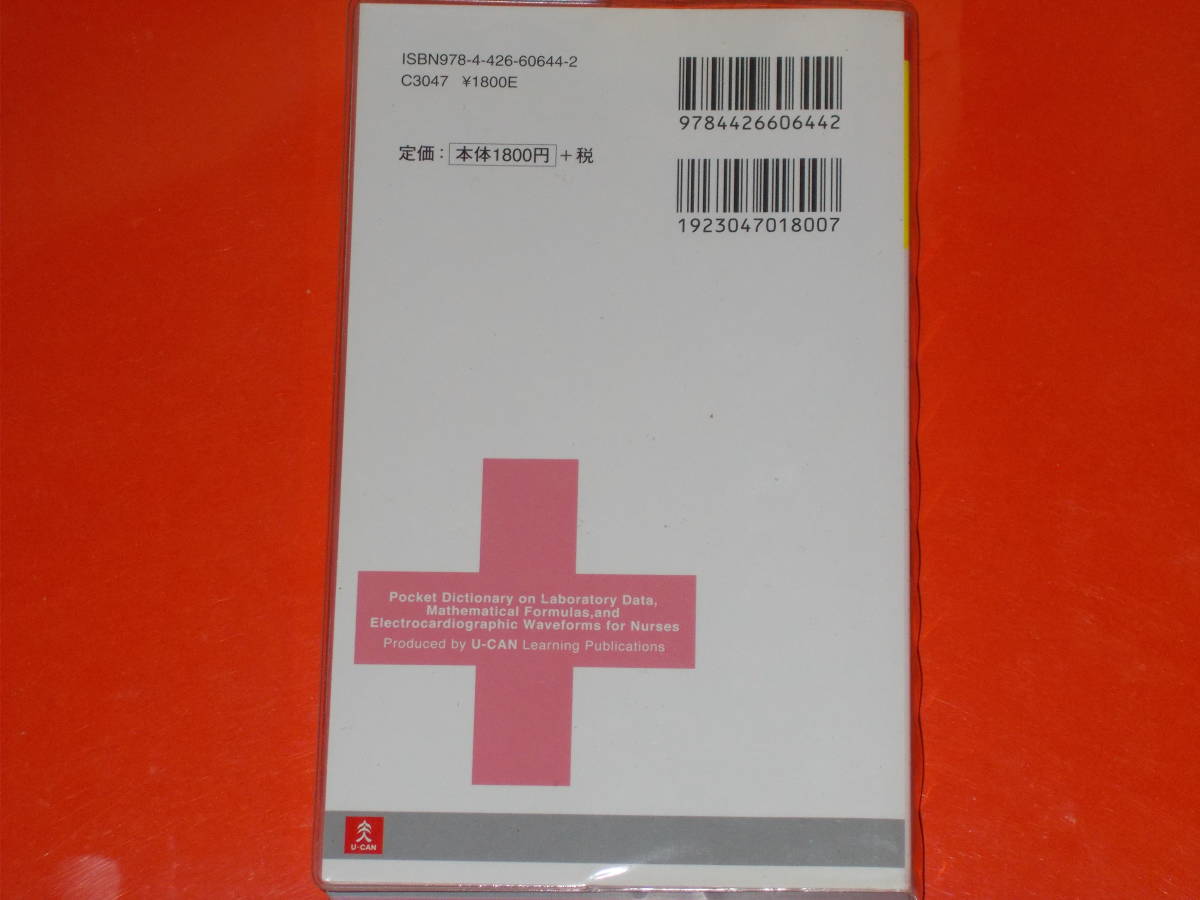 ISBN978-4-426-60644-2
C3047 ¥1800E
9784426606442
定価：本体1800円＋税
1923047018007
Pocket Dictionary on Laboratory Data,
Mathematical Formulas,and
Electrocardiographic Waveforms for Nurses
Produced by U-CAN Learning Publications
U-CAN